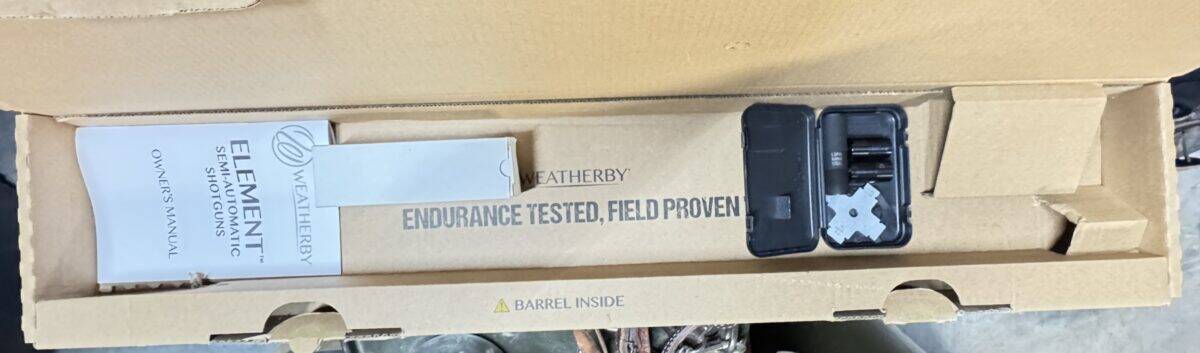 WEATHERBY
ELEMENT™
SEMI-AUTOMATIC
SHOTGUNS
OWNER'S MANUAL
WEATHERBY®
ENDURANCE TESTED, FIELD PROVEN
BARREL INSIDE